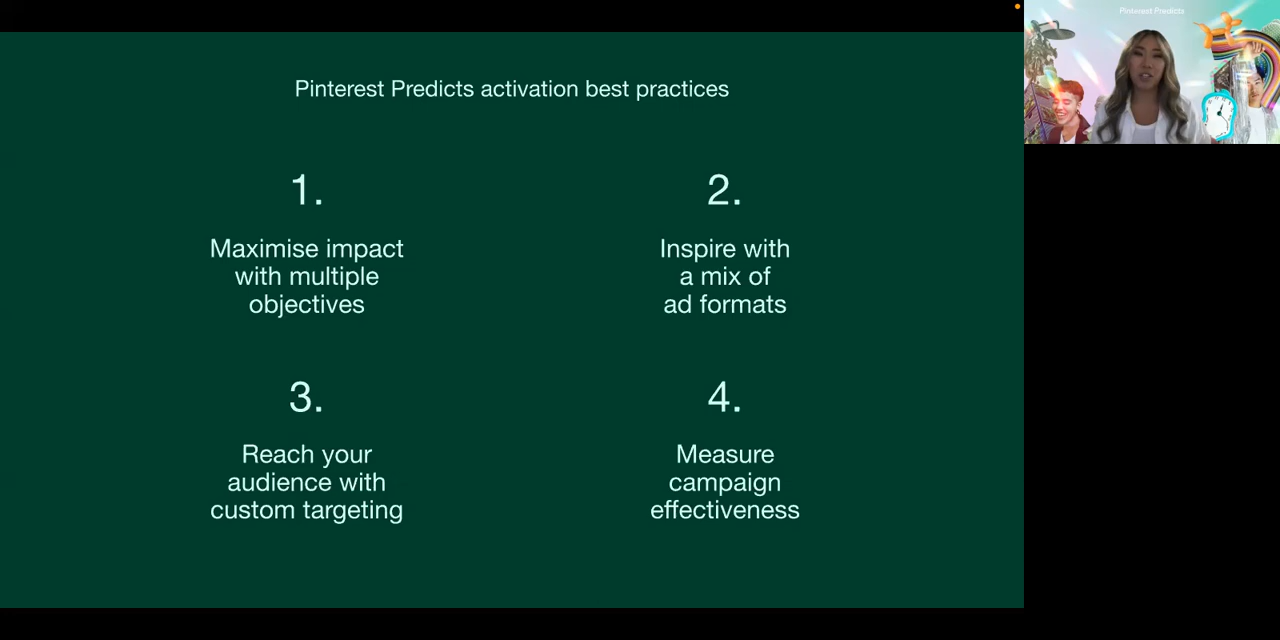 Pinterest Predicts activation best practices
1.
Maximise impact
with multiple
objectives
2.
Inspire with
a mix of
ad formats
3.
Reach your
audience with
custom targeting
4.
Measure
campaign
effectiveness
Pinterest Predicts